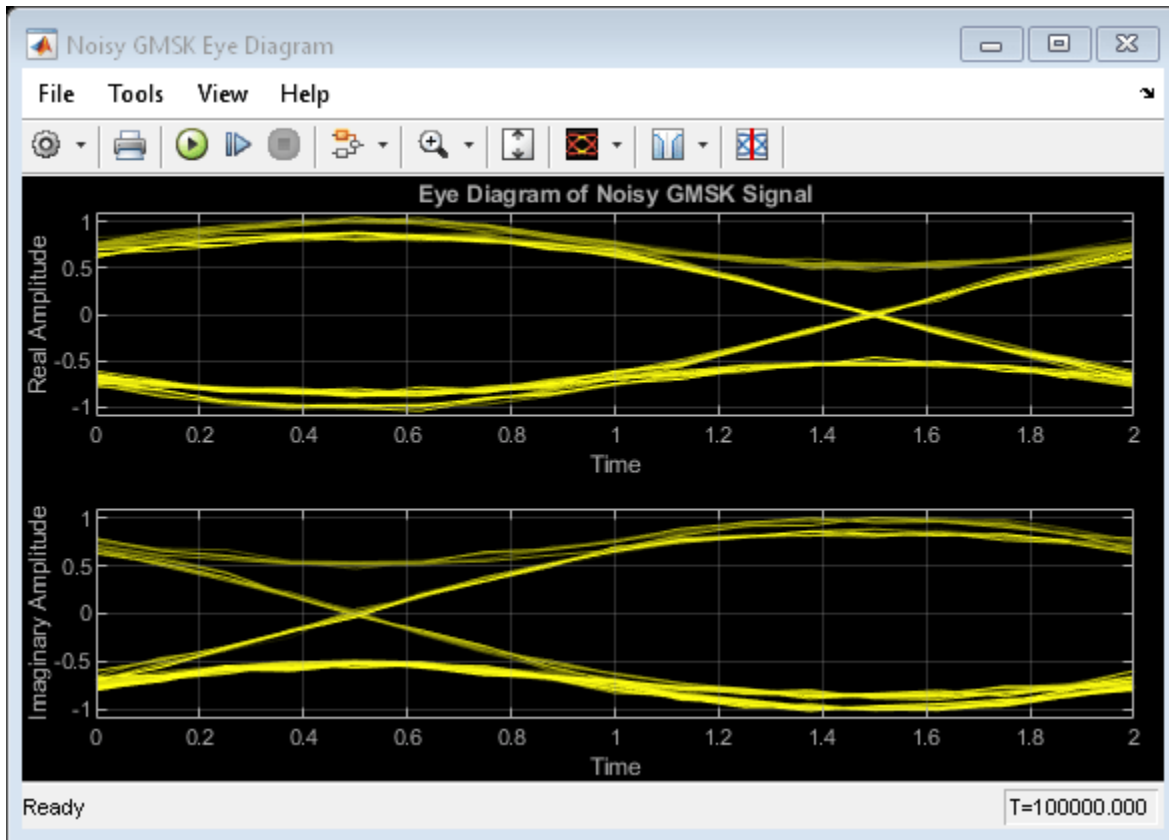 Noisy GMSK Eye Diagram
File Tools View Help
Eye Diagram of Noisy GMSK Signal
Real Amplitude
1
0.5
0
-0.5
-1
0 0.2 0.4 0.6 0.8 1 1.2 1.4 1.6 1.8 2
Time
Imaginary Amplitude
1
0.5
0
-0.5
-1
0 0.2 0.4 0.6 0.8 1 1.2 1.4 1.6 1.8 2
Time
Ready T=100000.000